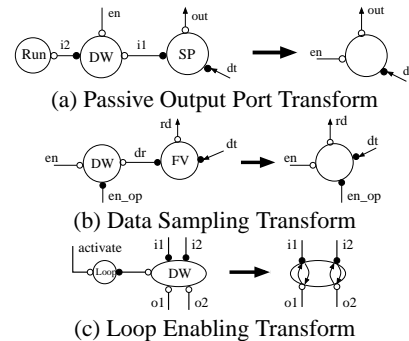 en out
Run i2 DW i1 SP dt
en out d
(a) Passive Output Port Transform
rd
en DW dr FV dt
en_op
rd
en dt
en_op
(b) Data Sampling Transform
activate i1 i2
Loop DW
o1 o2
i1 i2
o1 o2
(c) Loop Enabling Transform